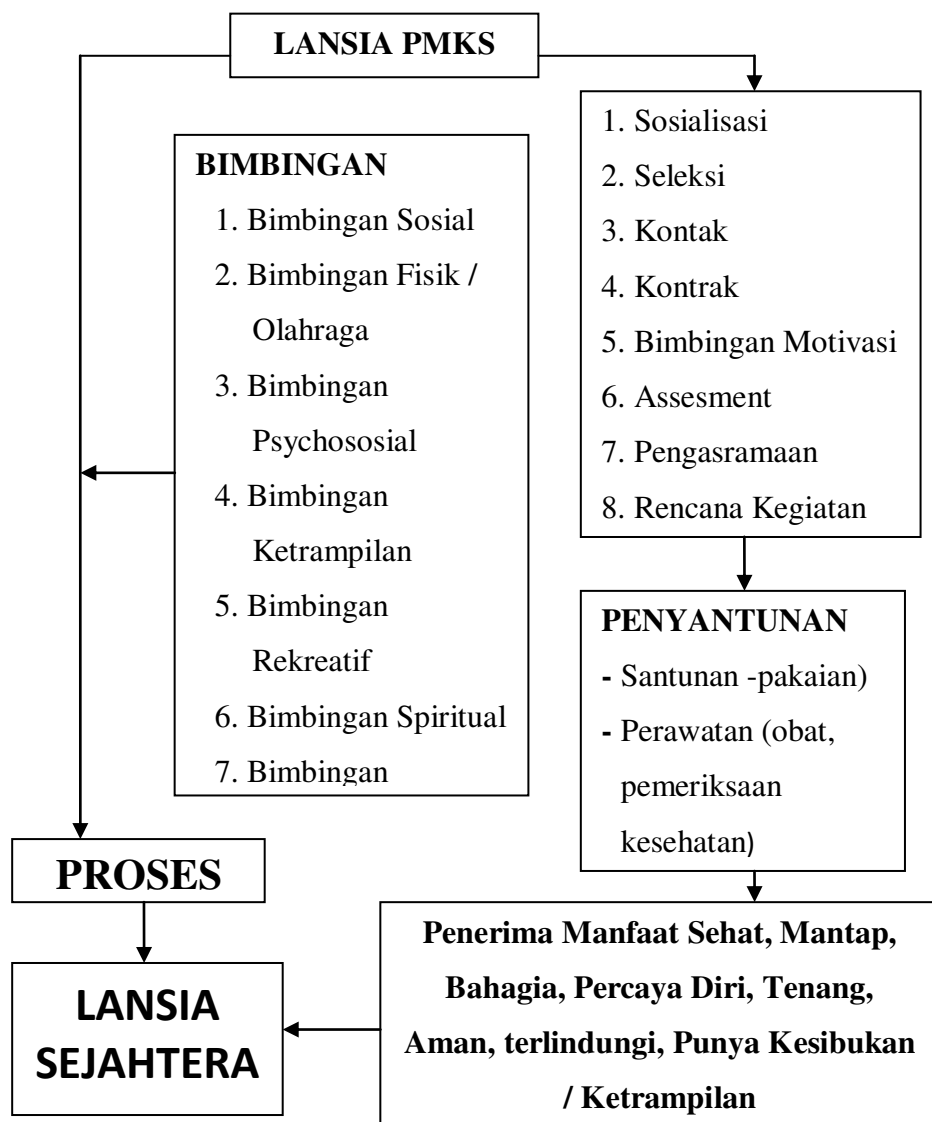 LANSIA PMKS
BIMBINGAN
1. Bimbingan Sosial
2. Bimbingan Fisik /
Olahraga
3. Bimbingan
Psychososial
4. Bimbingan
Ketrampilan
5. Bimbingan
Rekreatif
6. Bimbingan Spiritual
7. Bimbingan
1. Sosialisasi
2. Seleksi
3. Kontak
4. Kontrak
5. Bimbingan Motivasi
6. Assesment
7. Pengasramaan
8. Rencana Kegiatan
PENYANTUNAN
- Santunan -pakaian)
- Perawatan (obat,
pemeriksaan
kesehatan)
PROSES
LANSIA
SEJAHTERA
Penerima Manfaat Sehat, Mantap,
Bahagia, Percaya Diri, Tenang,
Aman, terlindungi, Punya Kesibukan
/ Ketrampilan